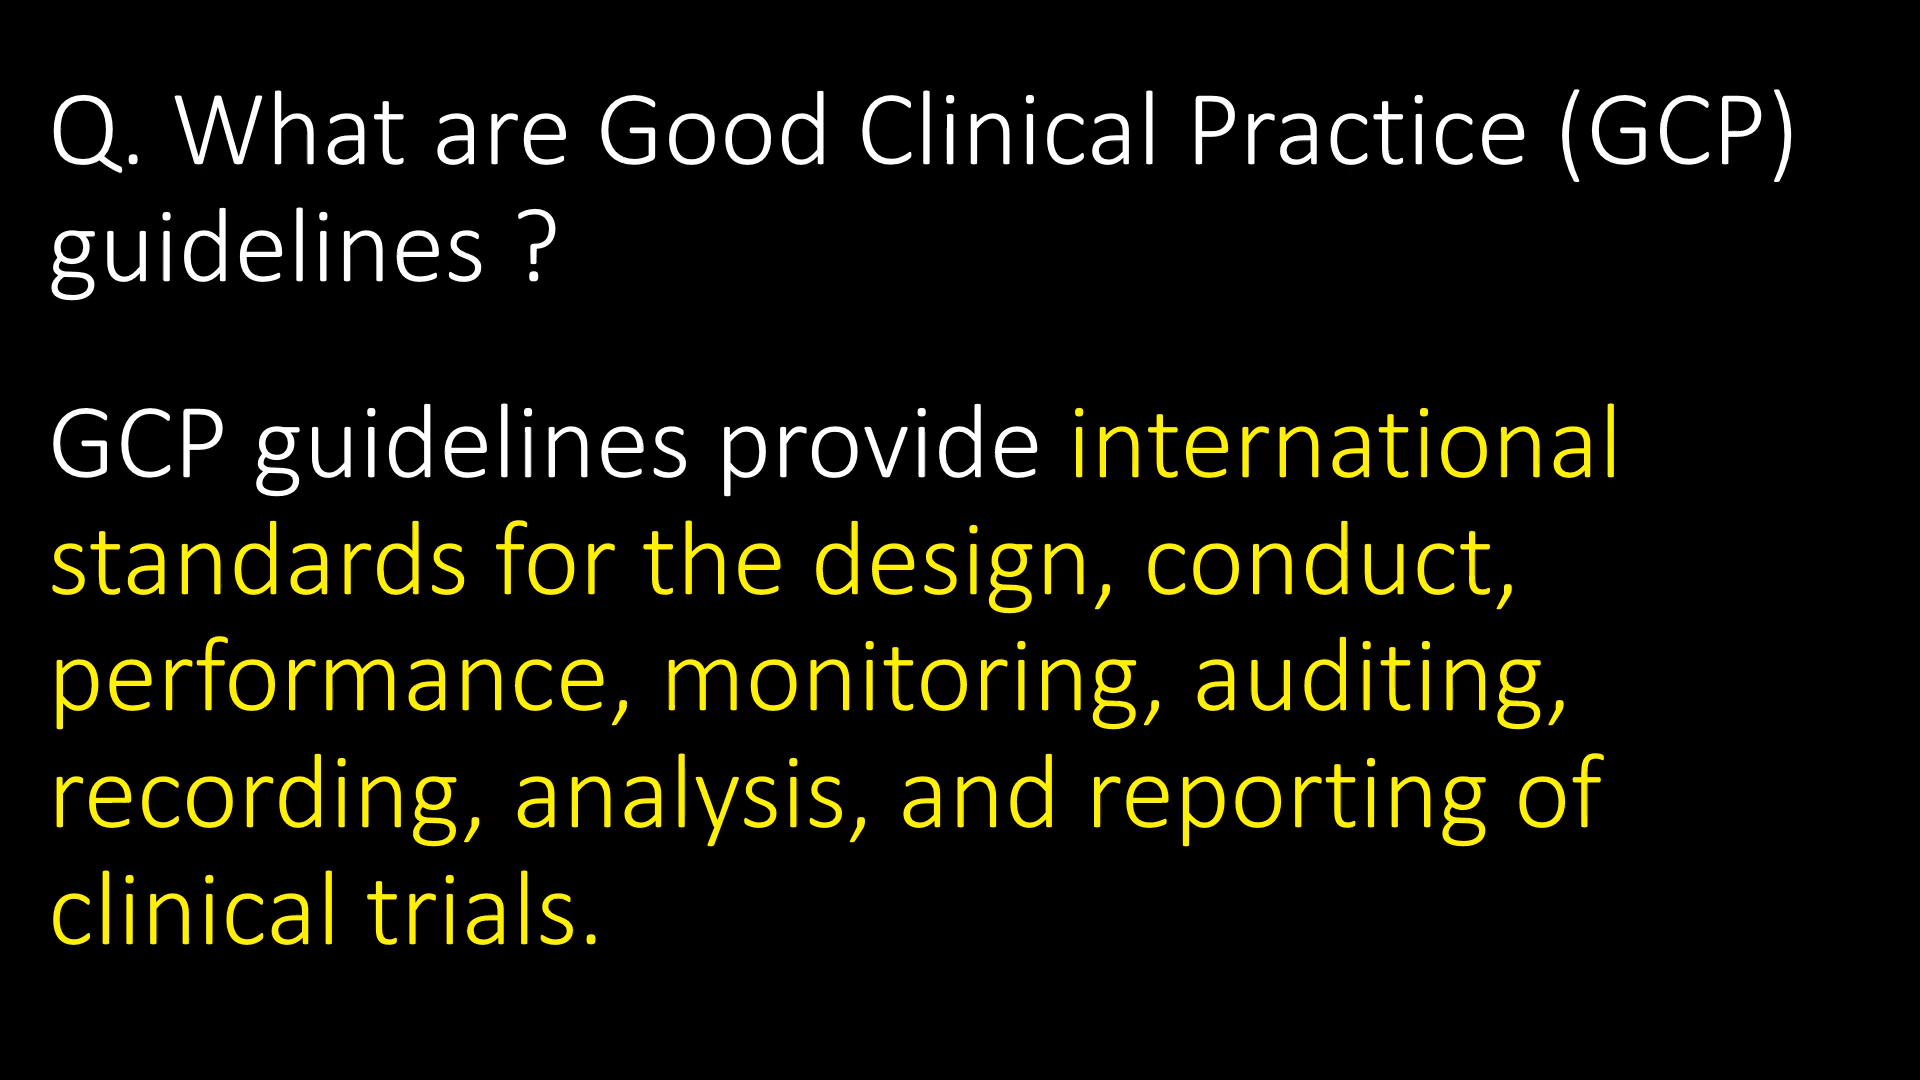 Q. What are Good Clinical Practice (GCP)
guidelines ?
GCP guidelines provide international
standards for the design, conduct,
performance, monitoring, auditing,
recording, analysis, and reporting of
clinical trials.